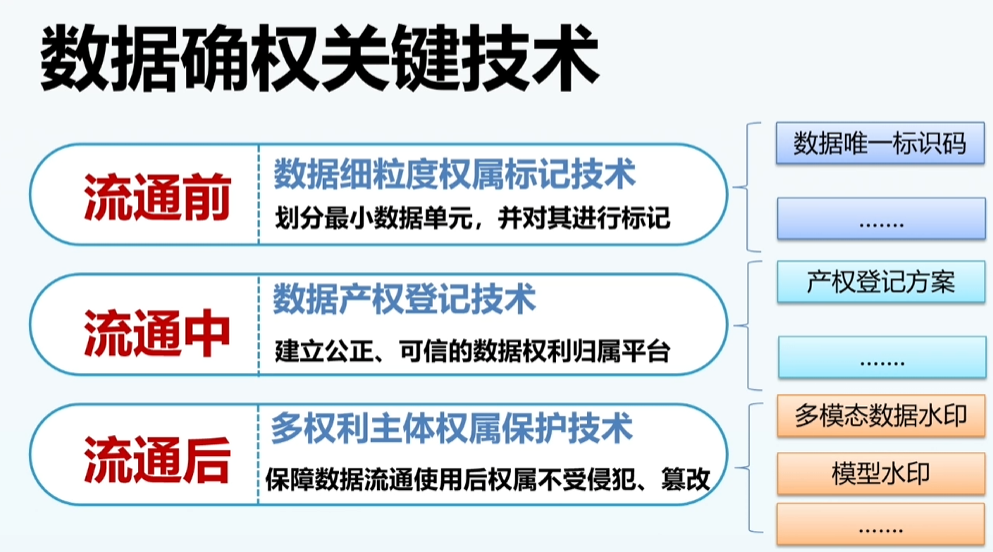 数据确权关键技术
流通前
数据细粒度权属标记技术
划分最小数据单元，并对其进行标记
数据唯一标识码
.......
流通中
数据产权登记技术
建立公正、可信的数据权利归属平台
产权登记方案
.......
流通后
多权利主体权属保护技术
保障数据流通使用后权属不受侵犯、篡改
多模态数据水印
模型水印
.......